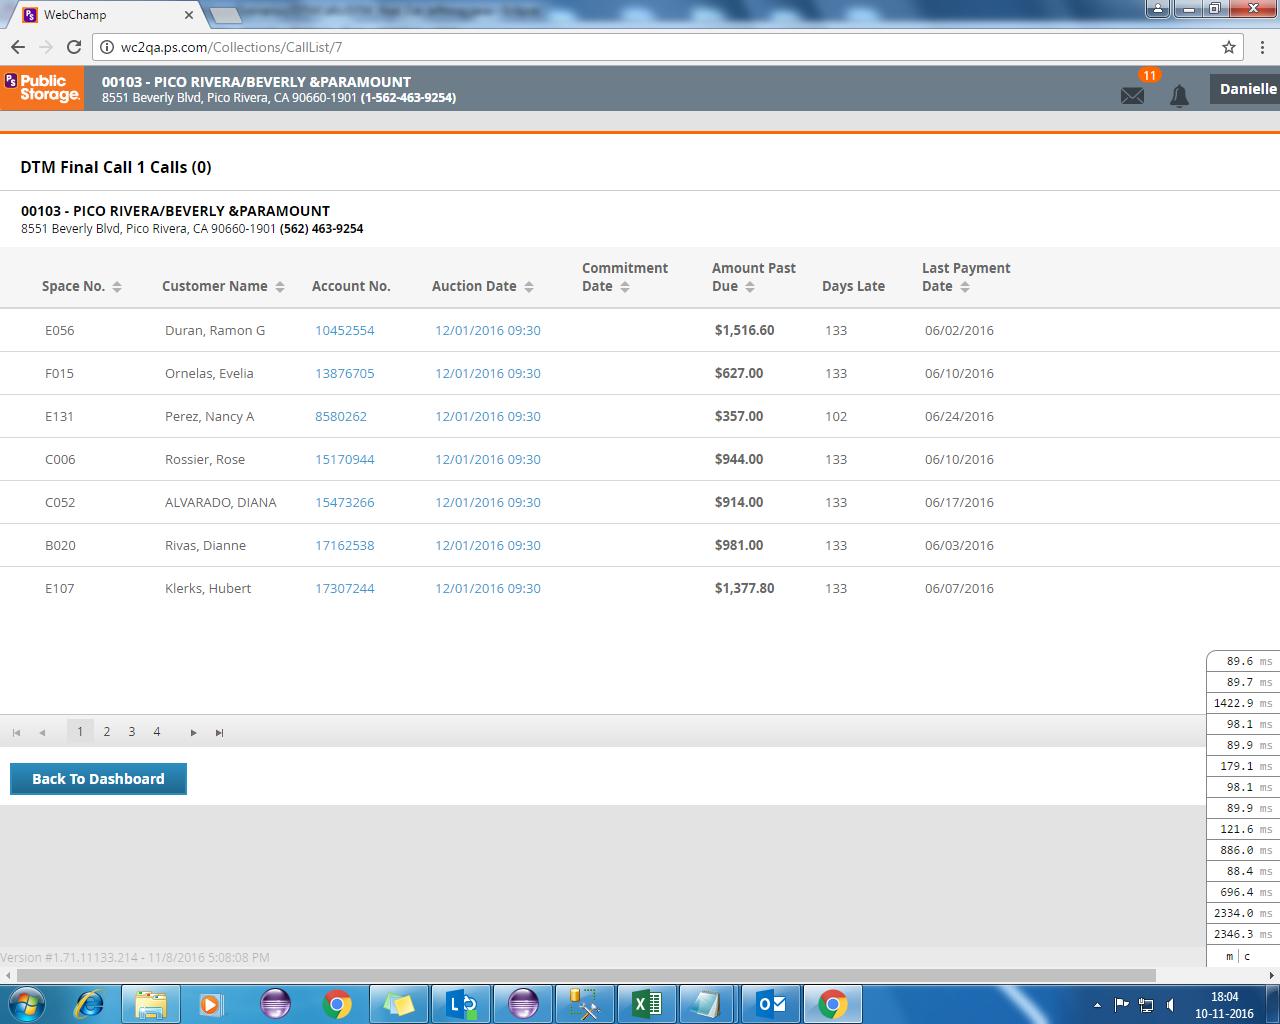 WebChamp
wc2qa.ps.com/Collections/CallList/7
PS Public Storage.
00103 - PICO RIVERA/BEVERLY &PARAMOUNT
8551 Beverly Blvd, Pico Rivera, CA 90660-1901 (1-562-463-9254)
11
Danielle
DTM Final Call 1 Calls (0)
00103 - PICO RIVERA/BEVERLY &PARAMOUNT
8551 Beverly Blvd, Pico Rivera, CA 90660-1901 (562) 463-9254
Space No. Customer Name Account No. Auction Date Commitment Date Amount Past Due Days Late Last Payment Date
E056 Duran, Ramon G 10452554 12/01/2016 09:30 $1,516.60 133 06/02/2016
F015 Ornelas, Evelia 13876705 12/01/2016 09:30 $627.00 133 06/10/2016
E131 Perez, Nancy A 8580262 12/01/2016 09:30 $357.00 102 06/24/2016
C006 Rossier, Rose 15170944 12/01/2016 09:30 $944.00 133 06/10/2016
C052 ALVARADO, DIANA 15473266 12/01/2016 09:30 $914.00 133 06/17/2016
B020 Rivas, Dianne 17162538 12/01/2016 09:30 $981.00 133 06/03/2016
E107 Klerks, Hubert 17307244 12/01/2016 09:30 $1,377.80 133 06/07/2016
89.6 ms
89.7 ms
1422.9 ms
98.1 ms
89.9 ms
179.1 ms
98.1 ms
89.9 ms
121.6 ms
886.0 ms
88.4 ms
696.4 ms
2334.0 ms
2346.3 ms
m | c
1 2 3 4
Back To Dashboard
Version #1.71.11133.214 - 11/8/2016 5:08:08 PM
18:04
10-11-2016